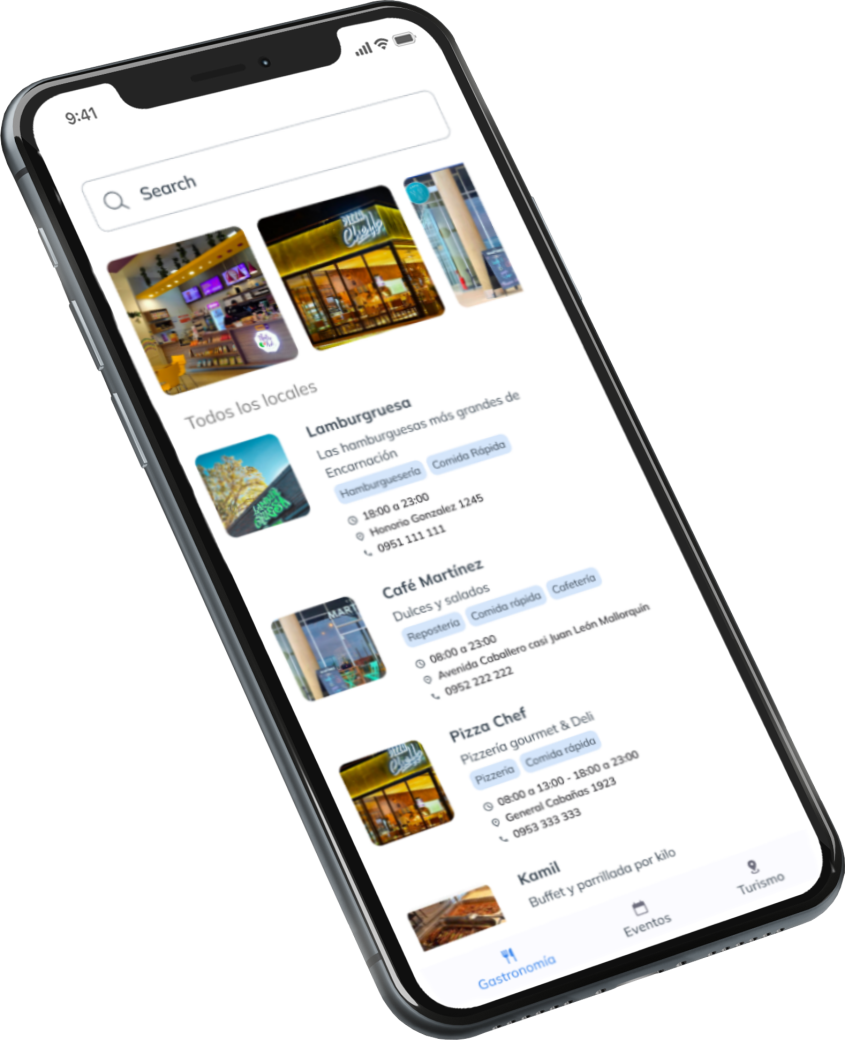 9:41
Search
Todos los locales
Lamburgruesa
Las hamburguesas más grandes de
Encarnación
Hamburguesería Comida Rápida
18:00 a 23:00
Honorio Gonzalez 1245
0951 111 111
MART
Café Martínez
Dulces y salados
Repostería Comida rápida Cafetería
08:00 a 23:00
Avenida Caballero casi Juan León Mallorquín
0952 222 222
Pizza Chef
Pizzería gourmet & Deli
Pizzería Comida rápida
08:00 a 13:00 - 18:00 a 23:00
General Cabañas 1923
0953 333 333
Kamil
Buffet y parrillada por kilo
Gastronomía
Eventos
Turismo